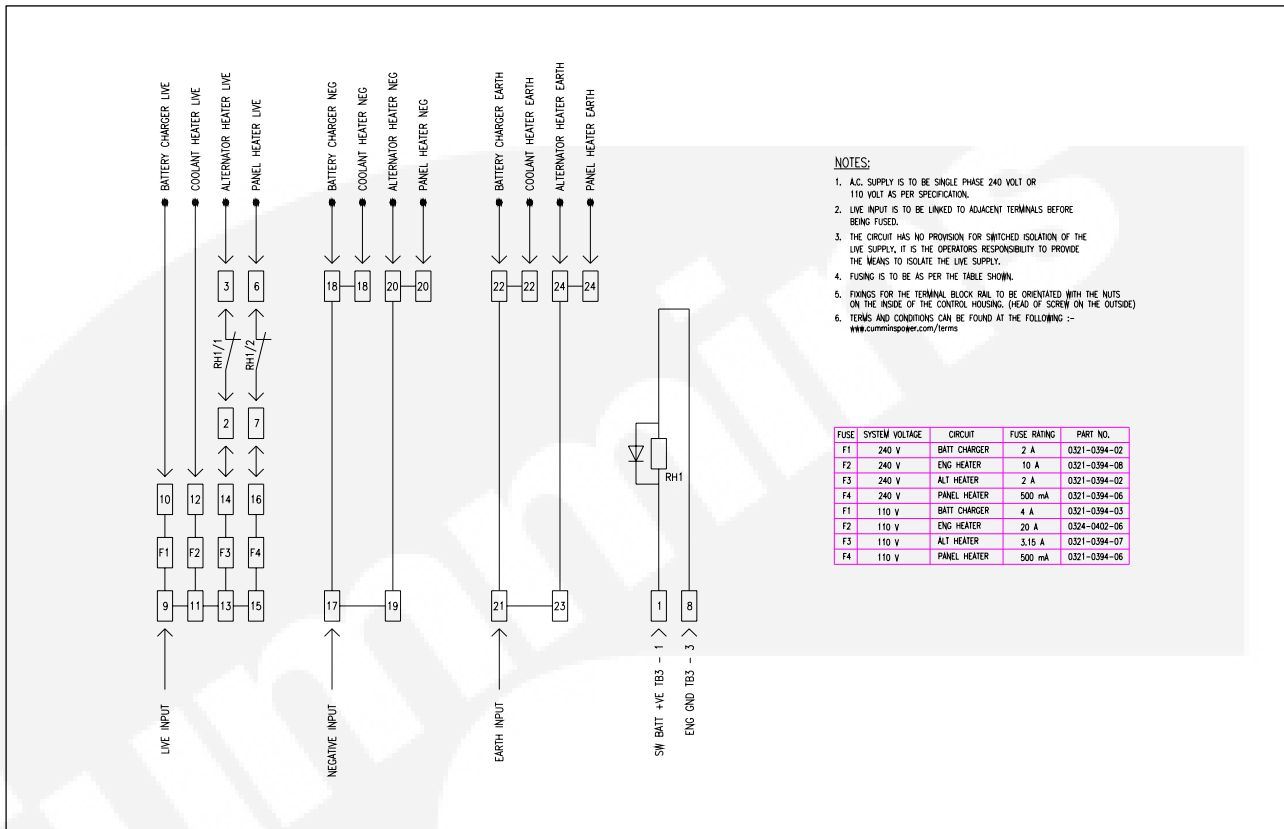 BATTERY CHARGER LIVE
COOLANT HEATER LIVE
ALTERNATOR HEATER LIVE
PANEL HEATER LIVE
BATTERY CHARGER NEG
COOLANT HEATER NEG
ALTERNATOR HEATER NEG
PANEL HEATER NEG
BATTERY CHARGER EARTH
COOLANT HEATER EARTH
ALTERNATOR HEATER EARTH
PANEL HEATER EARTH
3 6 18 18 20 20 22 22 24 24
RH1/1
RH1/2
2 7
RH1
10 12 14 16
F1 F2 F3 F4
9 11 13 15 17 19 21 23 1 8
LIVE INPUT
NEGATIVE INPUT
EARTH INPUT
SW BATT +VE TB3 - 1
ENG GND TB3 - 3
NOTES:
1. A.C. SUPPLY IS TO BE SINGLE PHASE 240 VOLT OR
110 VOLT AS PER SPECIFICATION.
2. LIVE INPUT IS TO BE LINKED TO ADJACENT TERMINALS BEFORE
BEING FUSED.
3. THE CIRCUIT HAS NO PROVISION FOR SWITCHED ISOLATION OF THE
LIVE SUPPLY, IT IS THE OPERATORS RESPONSIBILITY TO PROVIDE
THE MEANS TO ISOLATE THE LIVE SUPPLY.
4. FUSING IS TO BE AS PER THE TABLE SHOWN.
5. FIXINGS FOR THE TERMINAL BLOCK RAIL TO BE ORIENTATED WITH THE NUTS
ON THE INSIDE OF THE CONTROL HOUSING. (HEAD OF SCREW ON THE OUTSIDE)
6. TERMS AND CONDITIONS CAN BE FOUND AT THE FOLLOWING :-
www.cumminspower.com/terms
FUSE SYSTEM VOLTAGE CIRCUIT FUSE RATING PART NO.
F1 240 V BATT CHARGER 2 A 0321-0394-02
F2 240 V ENG HEATER 10 A 0321-0394-08
F3 240 V ALT HEATER 2 A 0321-0394-02
F4 240 V PANEL HEATER 500 mA 0321-0394-06
F1 110 V BATT CHARGER 4 A 0321-0394-03
F2 110 V ENG HEATER 20 A 0324-0402-06
F3 110 V ALT HEATER 3.15 A 0321-0394-07
F4 110 V PANEL HEATER 500 mA 0321-0394-06
cummins